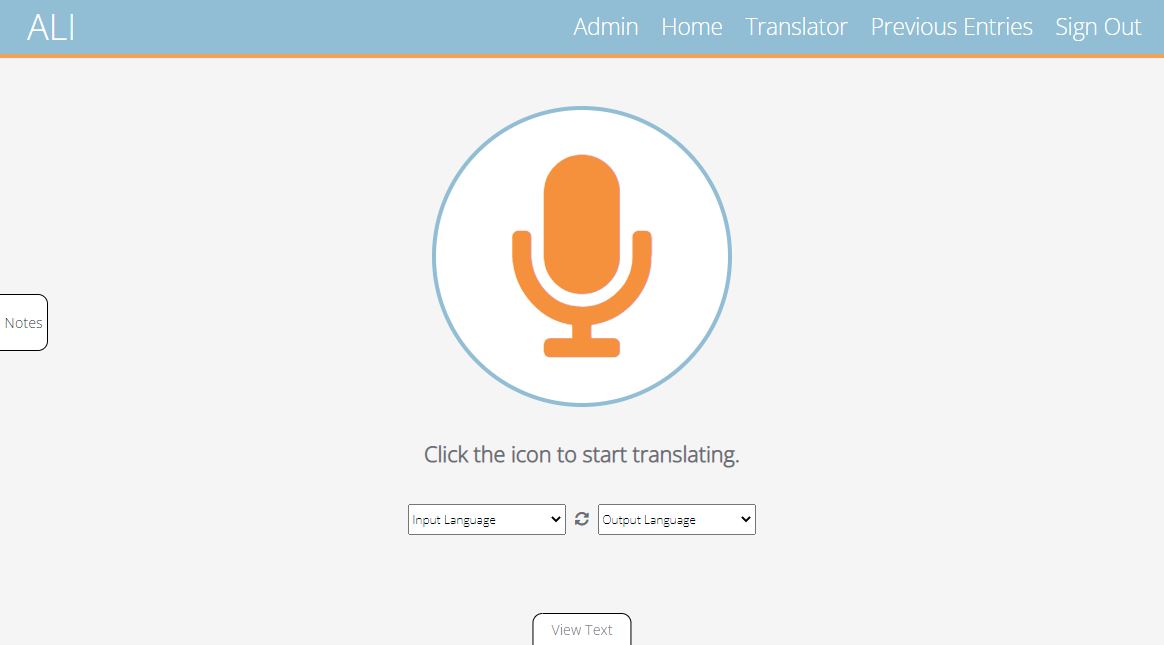 ALI
Admin Home Translator Previous Entries Sign Out
Notes
Click the icon to start translating.
Input Language Output Language
View Text